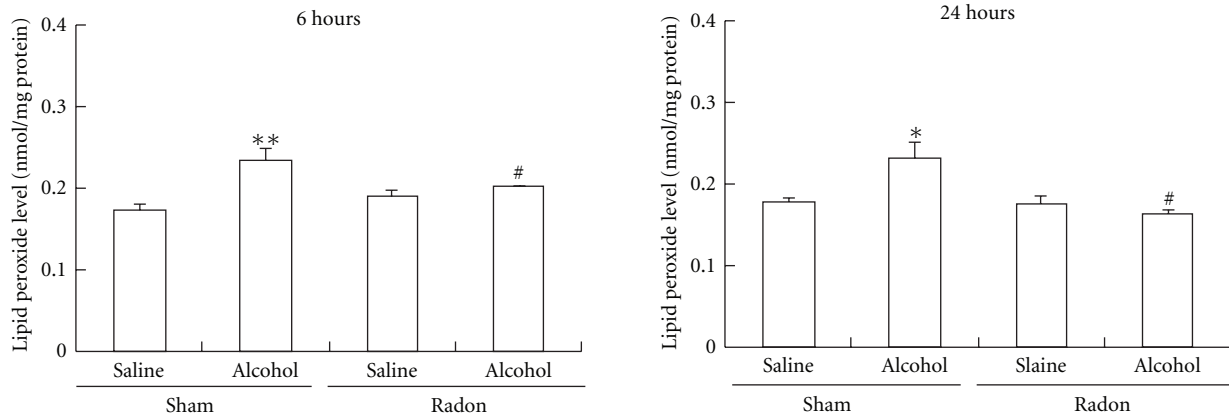 6 hours
Lipid peroxide level (nmol/mg protein)
0.4
0.3
0.2
0.1
0
**
#
Saline Alcohol Saline Alcohol
Sham Radon
24 hours
Lipid peroxide level (nmol/mg protein)
0.4
0.3
0.2
0.1
0
*
#
Saline Alcohol Slaine Alcohol
Sham Radon